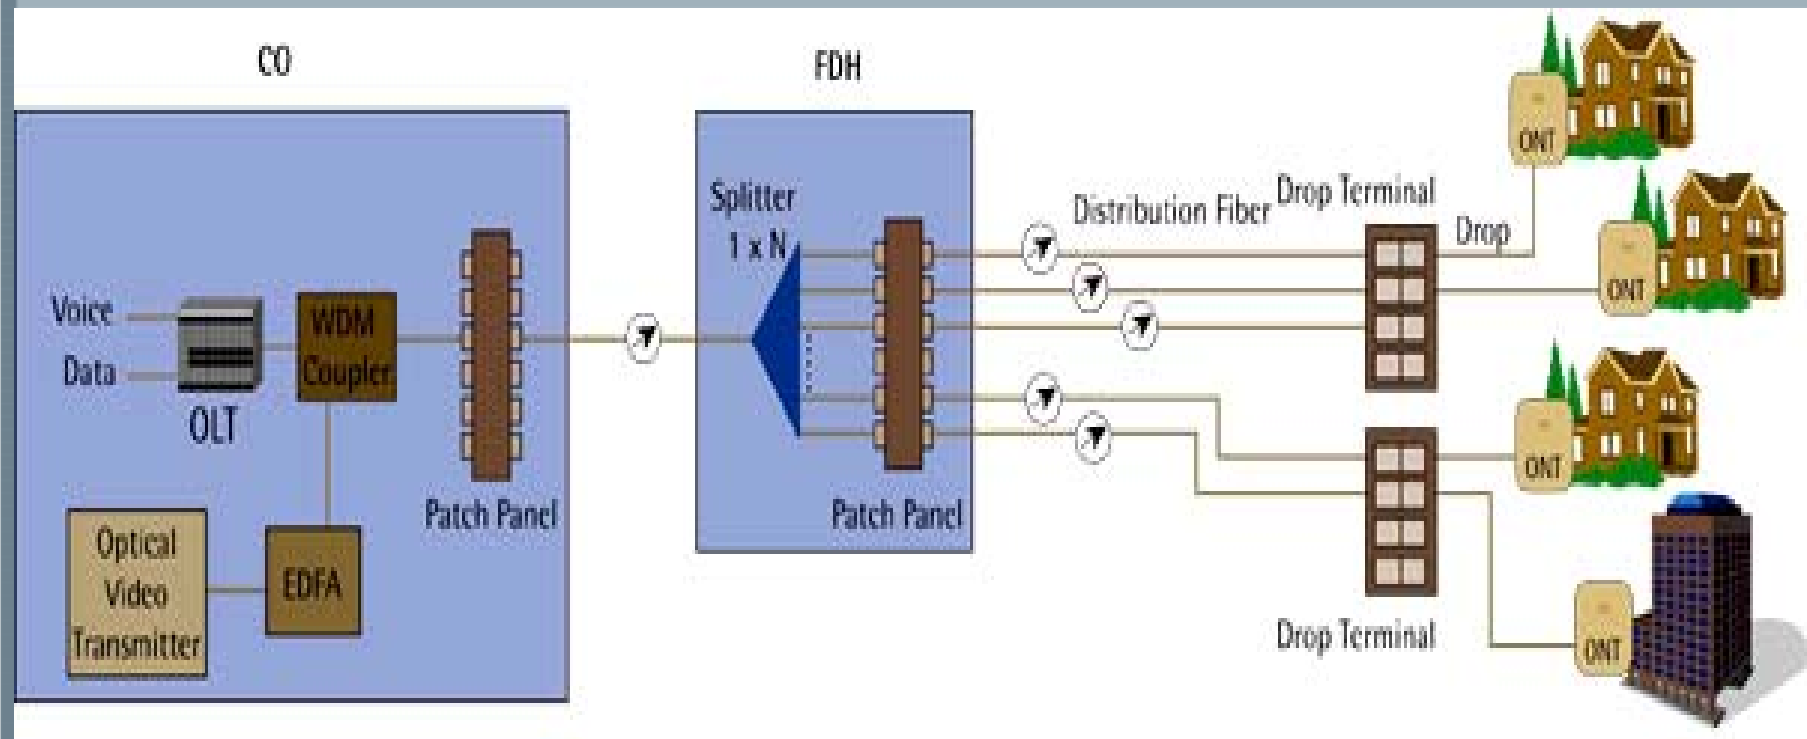 CO
FDH
Splitter
1 x N
Distribution Fiber
Drop Terminal
Drop
ONT
ONT
Voice
Data
OLT
WDM
Coupler
Patch Panel
Patch Panel
Optical
Video
Transmitter
EDFA
ONT
Drop Terminal
ONT